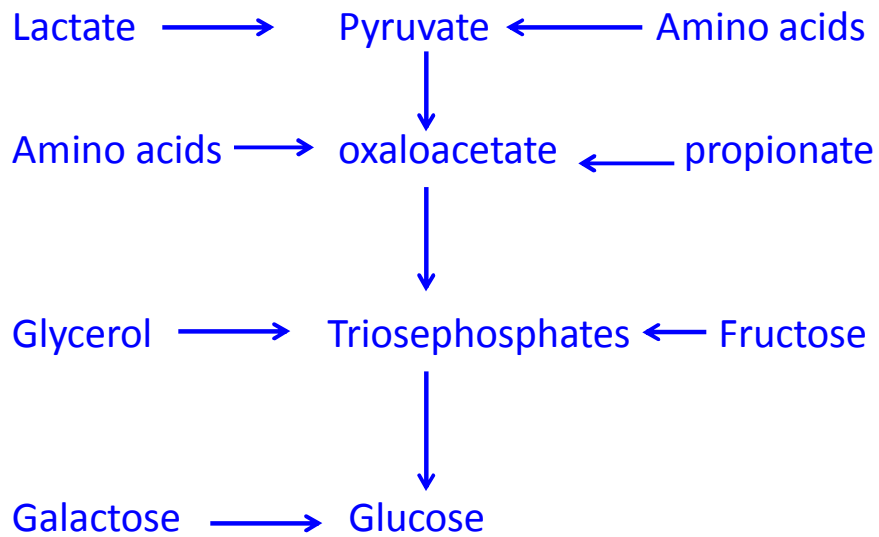 Lactate Pyruvate Amino acids
Amino acids oxaloacetate propionate
Glycerol Triosephosphates Fructose
Galactose Glucose